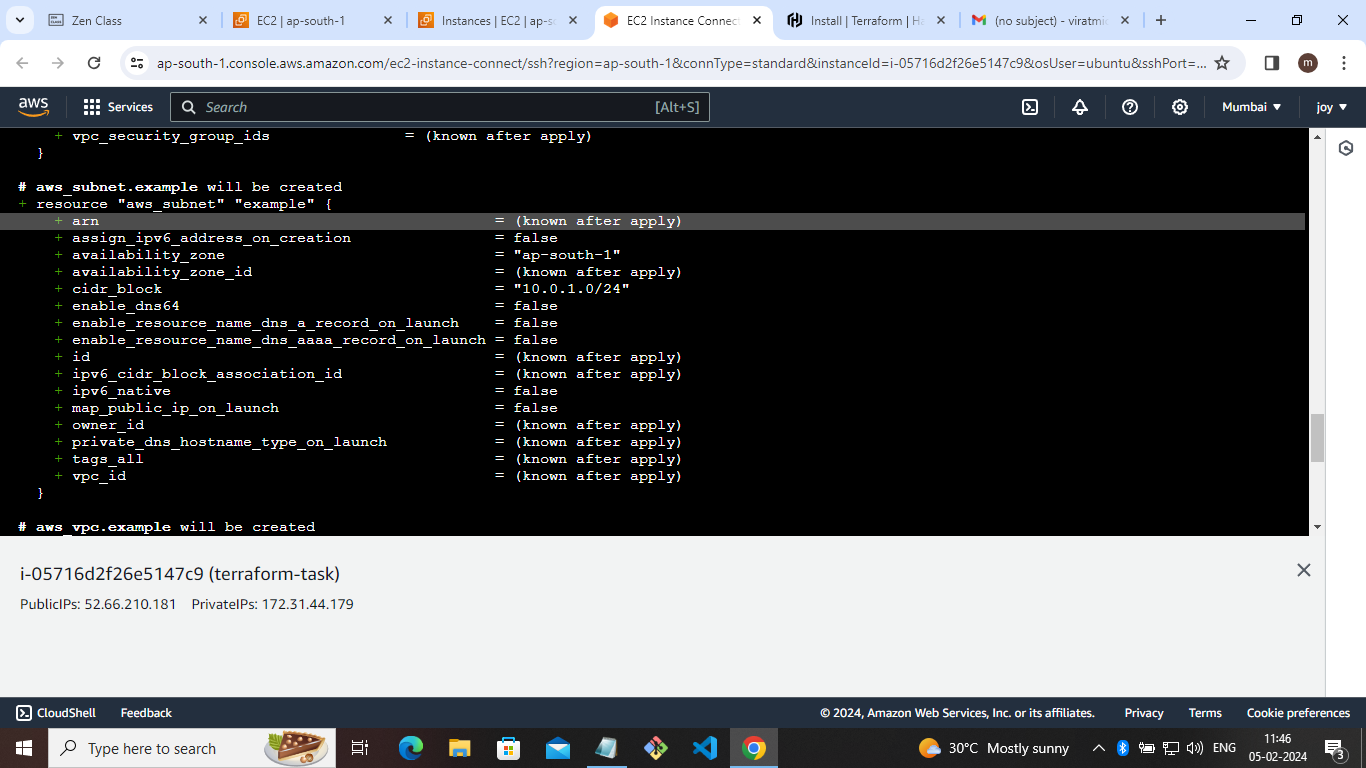 Zen Class
EC2 | ap-south-1
Instances | EC2 | ap-so
EC2 Instance Connect
Install | Terraform | Ha
(no subject) - viratmic
ap-south-1.console.aws.amazon.com/ec2-instance-connect/ssh?region=ap-south-1&connType=standard&instanceId=i-05716d2f26e5147c9&osUser=ubuntu&sshPort=...
m
aws
Services
Search
[Alt+S]
Mumbai
joy
+ vpc_security_group_ids = (known after apply)
}
# aws_subnet.example will be created
+ resource "aws_subnet" "example" {
+ arn = (known after apply)
+ assign_ipv6_address_on_creation = false
+ availability_zone = "ap-south-1"
+ availability_zone_id = (known after apply)
+ cidr_block = "10.0.1.0/24"
+ enable_dns64 = false
+ enable_resource_name_dns_a_record_on_launch = false
+ enable_resource_name_dns_aaaa_record_on_launch = false
+ id = (known after apply)
+ ipv6_cidr_block_association_id = (known after apply)
+ ipv6_native = false
+ map_public_ip_on_launch = false
+ owner_id = (known after apply)
+ private_dns_hostname_type_on_launch = (known after apply)
+ tags_all = (known after apply)
+ vpc_id = (known after apply)
}
# aws_vpc.example will be created
i-05716d2f26e5147c9 (terraform-task)
PublicIPs: 52.66.210.181 PrivateIPs: 172.31.44.179
CloudShell
Feedback
© 2024, Amazon Web Services, Inc. or its affiliates.
Privacy
Terms
Cookie preferences
Type here to search
30°C Mostly sunny
ENG
11:46
05-02-2024
3